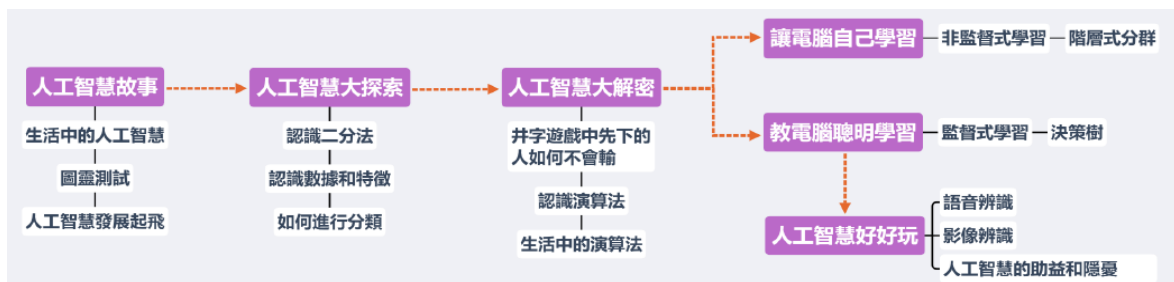 人工智慧故事
生活中的人工智慧
圖靈測試
人工智慧發展起飛
人工智慧大探索
認識二分法
認識數據和特徵
如何進行分類
人工智慧大解密
井字遊戲中先下的
人如何不會輸
認識演算法
生活中的演算法
讓電腦自己學習
非監督式學習
階層式分群
教電腦聰明學習
監督式學習
決策樹
人工智慧好好玩
語音辨識
影像辨識
人工智慧的助益和隱憂